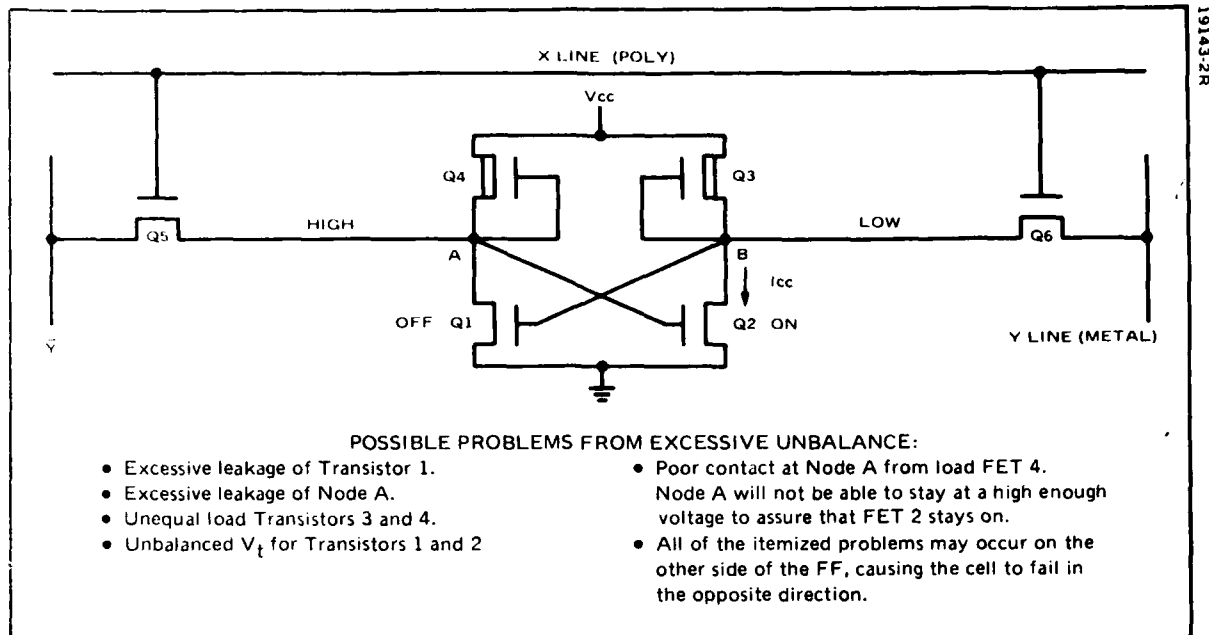 19143-2R
X LINE (POLY)
Vcc
Q4
Q3
Q5
HIGH
LOW
Q6
A
B
Icc
OFF Q1
Q2 ON
Y
Y LINE (METAL)
POSSIBLE PROBLEMS FROM EXCESSIVE UNBALANCE:
• Excessive leakage of Transistor 1.
• Excessive leakage of Node A.
• Unequal load Transistors 3 and 4.
• Unbalanced Vt for Transistors 1 and 2
• Poor contact at Node A from load FET 4.
Node A will not be able to stay at a high enough
voltage to assure that FET 2 stays on.
• All of the itemized problems may occur on the
other side of the FF, causing the cell to fail in
the opposite direction.